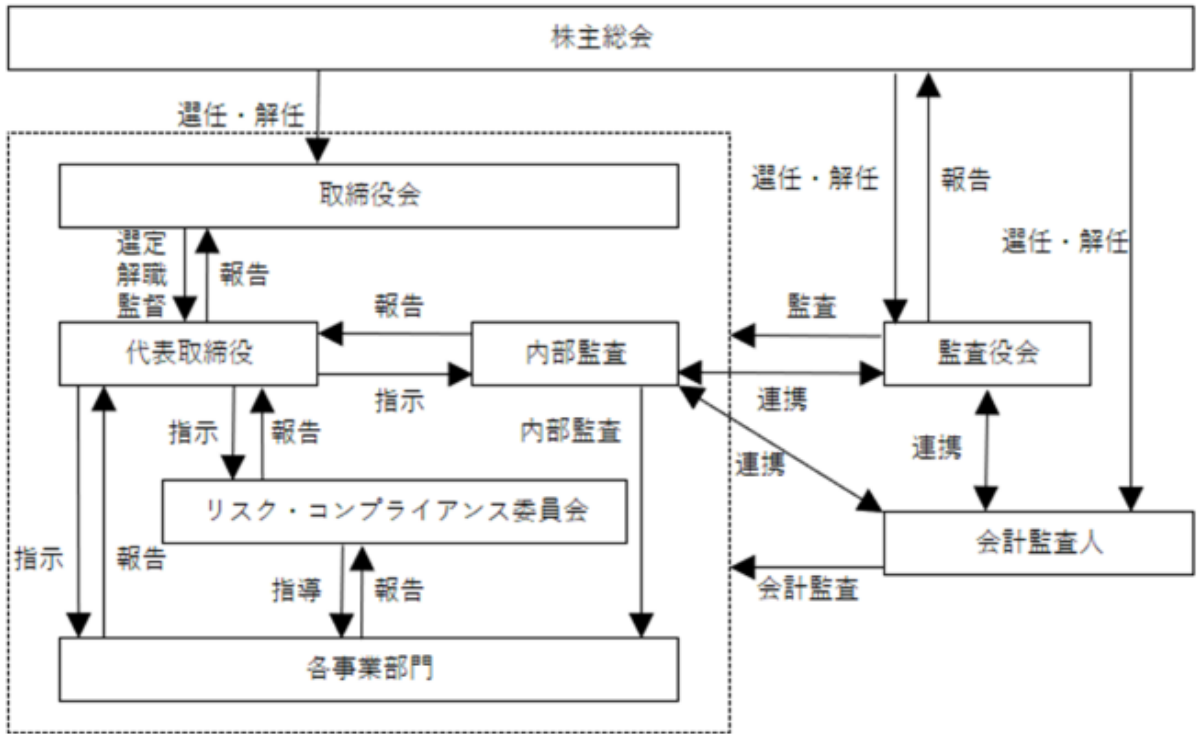 株主総会
選任・解任
選任・解任
報告
選任・解任
取締役会
選定
解職
監督
報告
報告
監査
代表取締役
内部監査
監査役会
指示
連携
指示
報告
内部監査
連携
連携
リスク・コンプライアンス委員会
会計監査人
指示
報告
指導
報告
会計監査
各事業部門